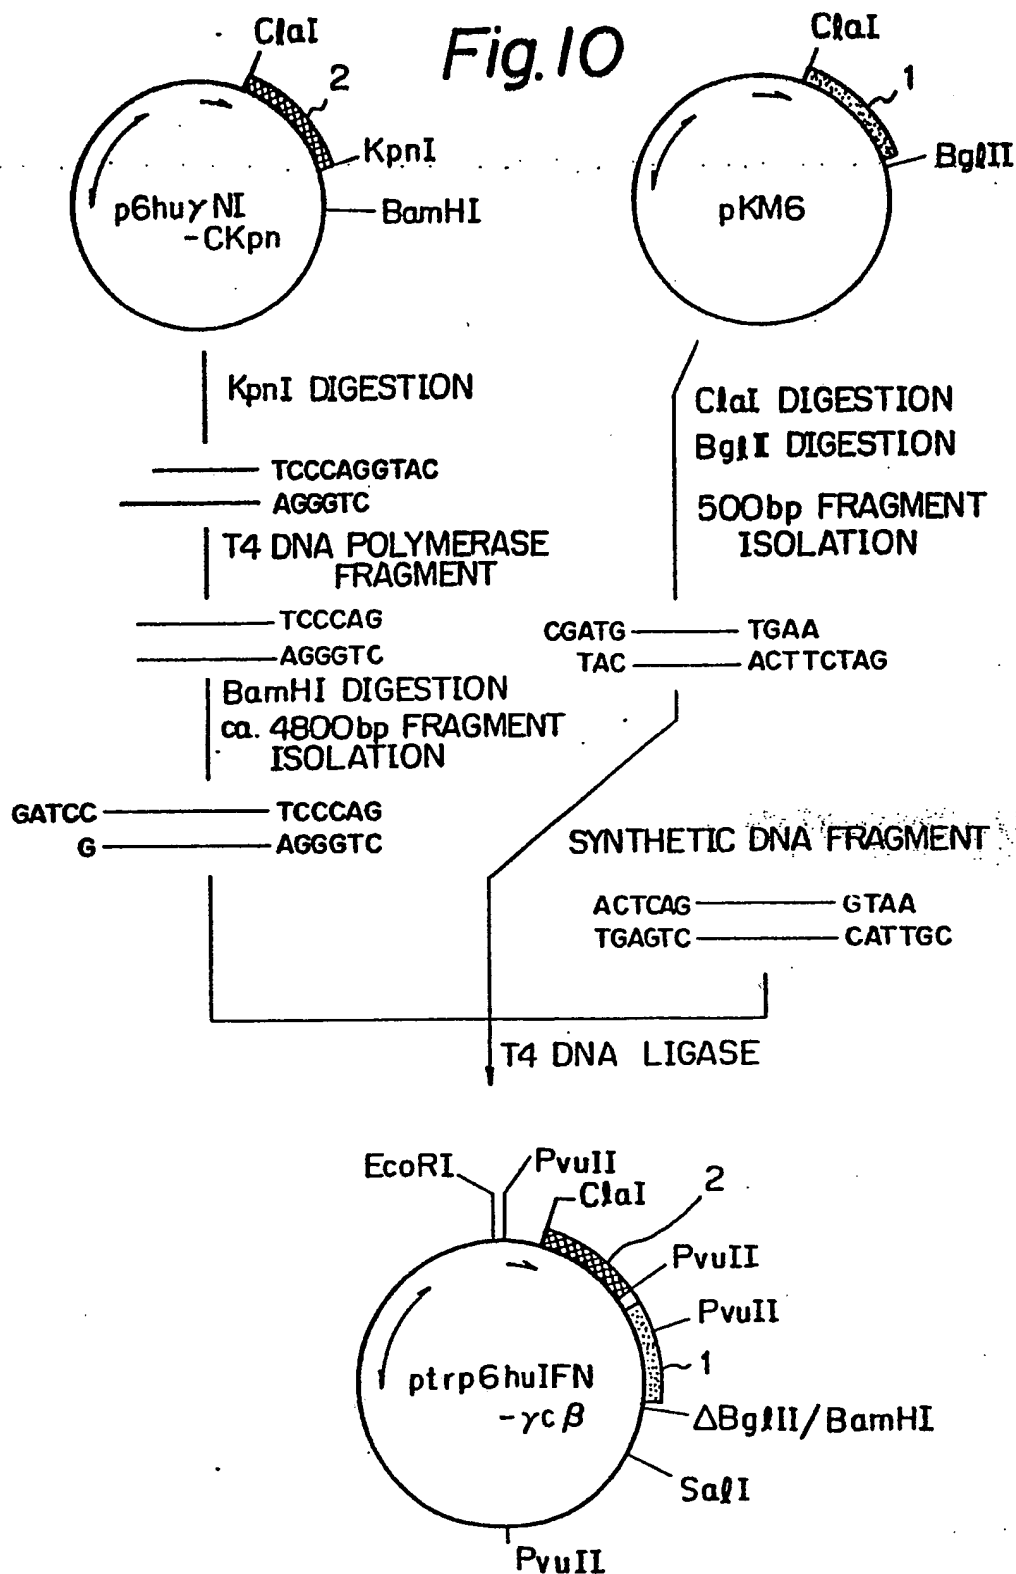 Fig. 10
ClaI
2
KpnI
BamHI
p6huγNI
-CKpn
ClaI
1
BglII
pKM6
KpnI DIGESTION
TCCCAGGTAC
AGGGTC
T4 DNA POLYMERASE
FRAGMENT
TCCCAG
AGGGTC
BamHI DIGESTION
ca. 4800bp FRAGMENT
ISOLATION
GATCC TCCCAG
G AGGGTC
ClaI DIGESTION
BglI DIGESTION
500bp FRAGMENT
ISOLATION
CGATG TGAA
TAC ACTTCTAG
SYNTHETIC DNA FRAGMENT
ACTCAG GTAA
TGAGTC CATTGC
T4 DNA LIGASE
EcoRI
PvuII
ClaI
2
PvuII
PvuII
1
ptrp6huIFN
-γcβ
ΔBglII/BamHI
SalI
PvuII